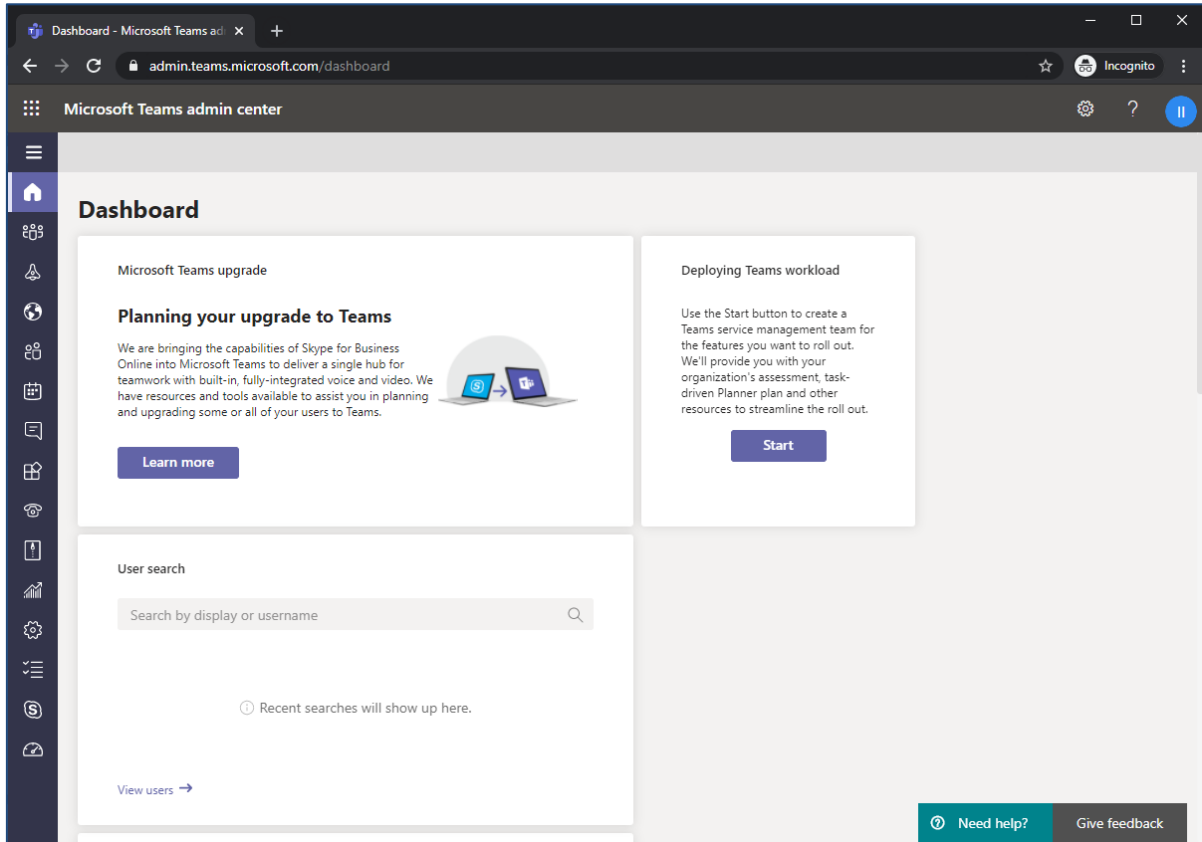 Dashboard - Microsoft Teams ad
admin.teams.microsoft.com/dashboard
Incognito
Microsoft Teams admin center
II
Dashboard
Microsoft Teams upgrade
Planning your upgrade to Teams
We are bringing the capabilities of Skype for Business
Online into Microsoft Teams to deliver a single hub for
teamwork with built-in, fully-integrated voice and video. We
have resources and tools available to assist you in planning
and upgrading some or all of your users to Teams.
Learn more
Deploying Teams workload
Use the Start button to create a
Teams service management team for
the features you want to roll out.
We'll provide you with your
organization's assessment, task-
driven Planner plan and other
resources to streamline the roll out.
Start
User search
Search by display or username
Recent searches will show up here.
View users
Need help?
Give feedback